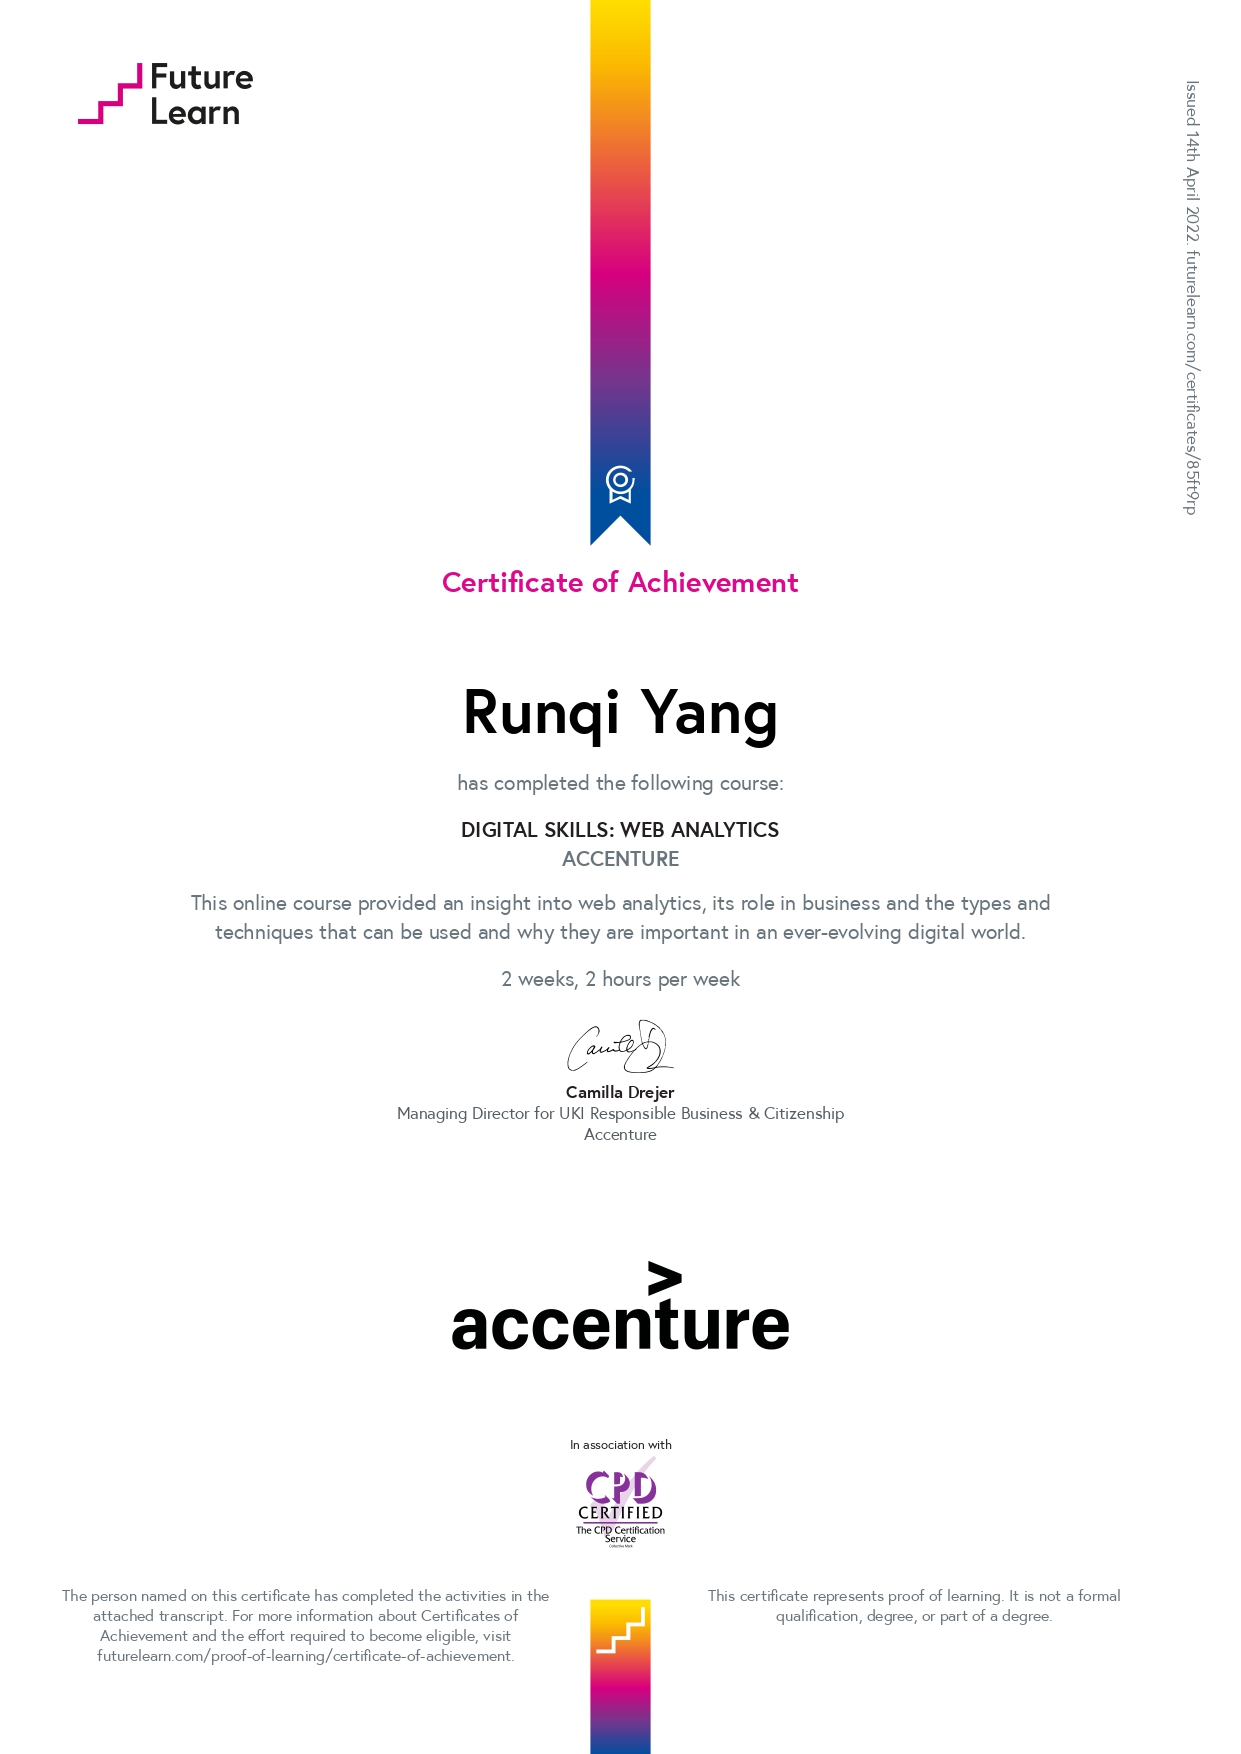 Future
Learn
Issued 14th April 2022. futurelearn.com/certificates/85ft9rp
Certificate of Achievement
Runqi Yang
has completed the following course:
DIGITAL SKILLS: WEB ANALYTICS
ACCENTURE
This online course provided an insight into web analytics, its role in business and the types and
techniques that can be used and why they are important in an ever-evolving digital world.
2 weeks, 2 hours per week
Camilla Drejer
Managing Director for UKI Responsible Business & Citizenship
Accenture
accenture
In association with
CPD
CERTIFIED
The CPD Certification
Service
Collective Mark
The person named on this certificate has completed the activities in the
attached transcript. For more information about Certificates of
Achievement and the effort required to become eligible, visit
futurelearn.com/proof-of-learning/certificate-of-achievement.
This certificate represents proof of learning. It is not a formal
qualification, degree, or part of a degree.